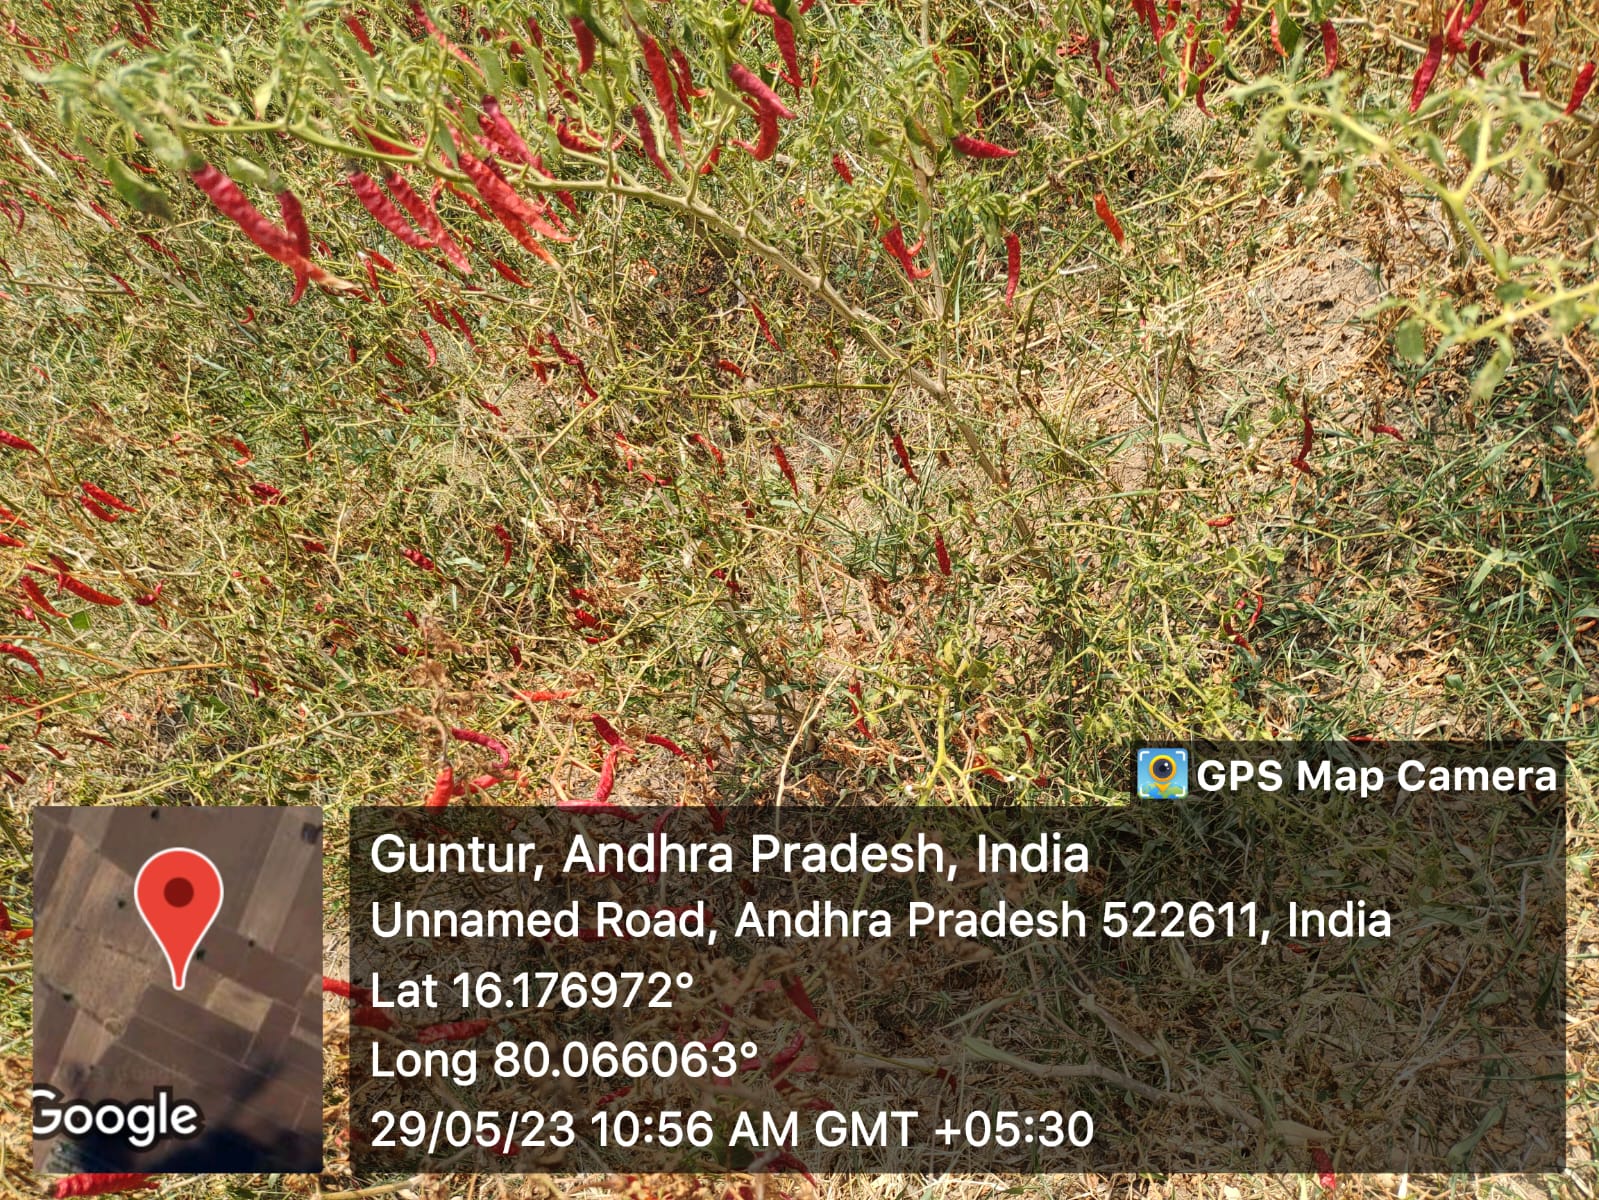 GPS Map Camera
Guntur, Andhra Pradesh, India
Unnamed Road, Andhra Pradesh 522611, India
Lat 16.176972°
Long 80.066063°
29/05/23 10:56 AM GMT +05:30
Google